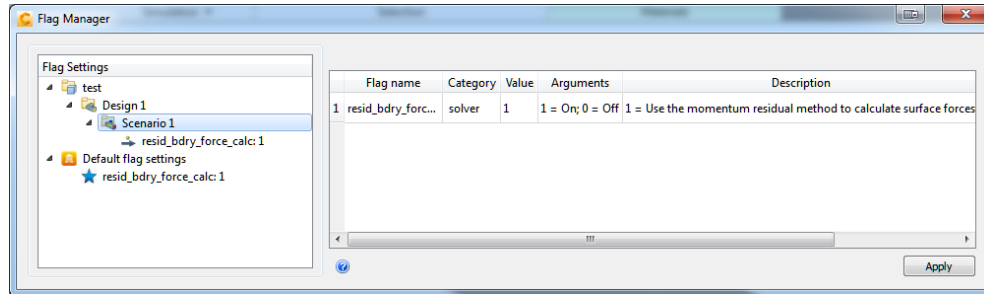 Flag Manager
Flag Settings
test
Design 1
Scenario 1
resid_bdry_force_calc: 1
Default flag settings
resid_bdry_force_calc: 1
Flag name Category Value Arguments Description
1 resid_bdry_forc... solver 1 1 = On; 0 = Off 1 = Use the momentum residual method to calculate surface forces
Apply